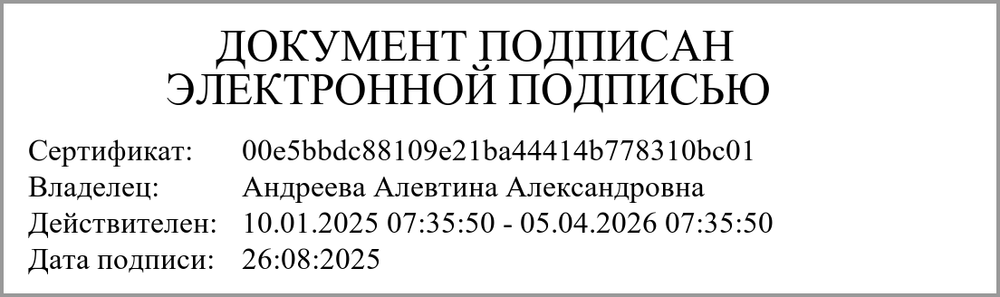 ДОКУМЕНТ ПОДПИСАН
ЭЛЕКТРОННОЙ ПОДПИСЬЮ
Сертификат: 00e5bbdc88109e21ba44414b778310bc01
Владелец: Андреева Алевтина Александровна
Действителен: 10.01.2025 07:35:50 - 05.04.2026 07:35:50
Дата подписи: 26:08:2025